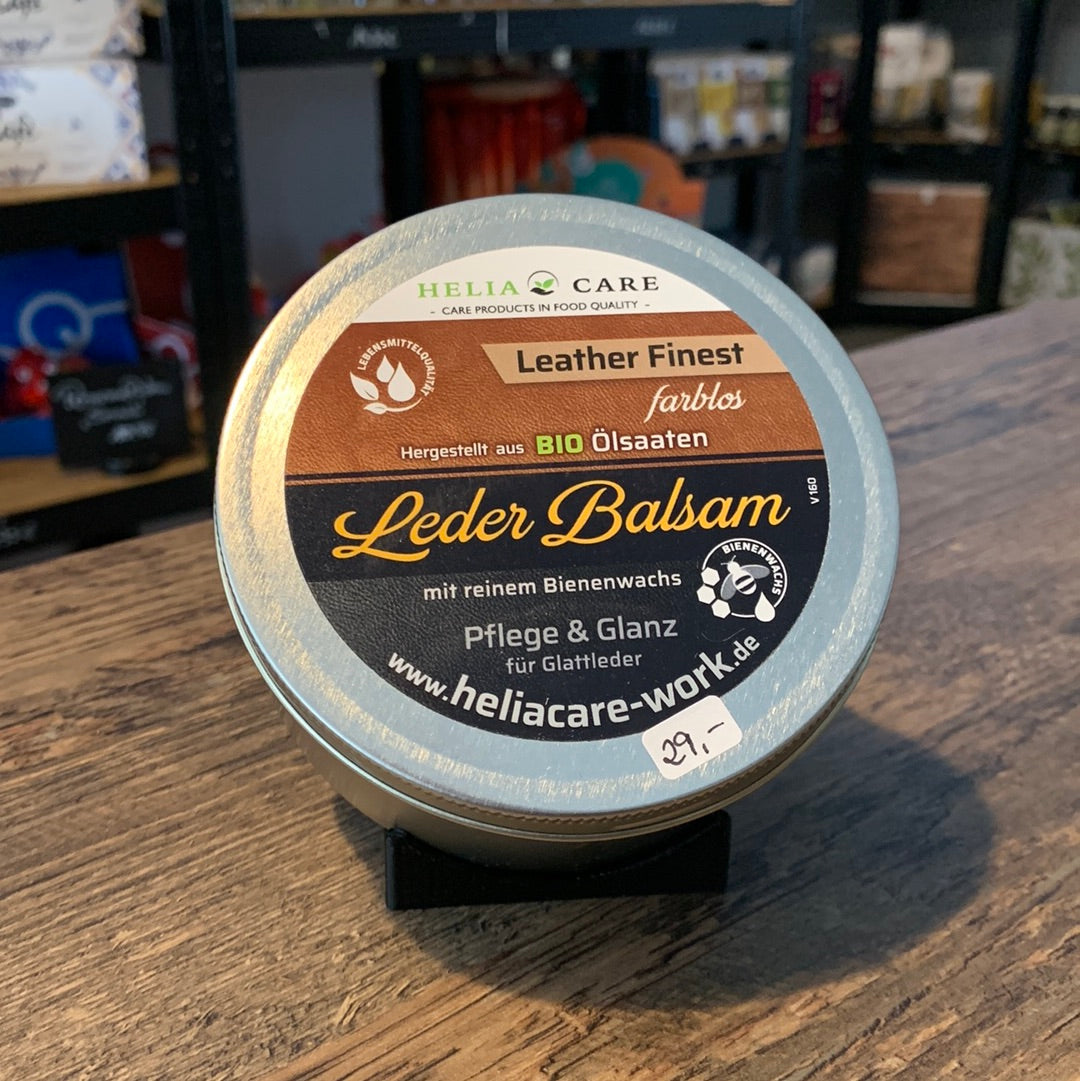 HELIA CARE
- CARE PRODUCTS IN FOOD QUALITY -
LEBENSMITTELQUALITÄT
Leather Finest
farblos
Hergestellt aus BIO Ölsaaten
V160
Leder Balsam
mit reinem Bienenwachs
BIENENWACHS
Pflege & Glanz
für Glattleder
www.heliacare-work.de
29,-